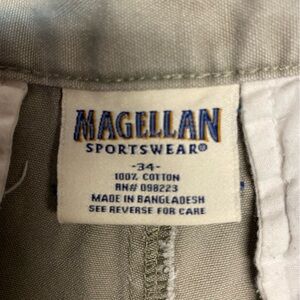 MAGELLAN
SPORTSWEAR®
-34-
100% COTTON
RN# 098223
MADE IN BANGLADESH
SEE REVERSE FOR CARE